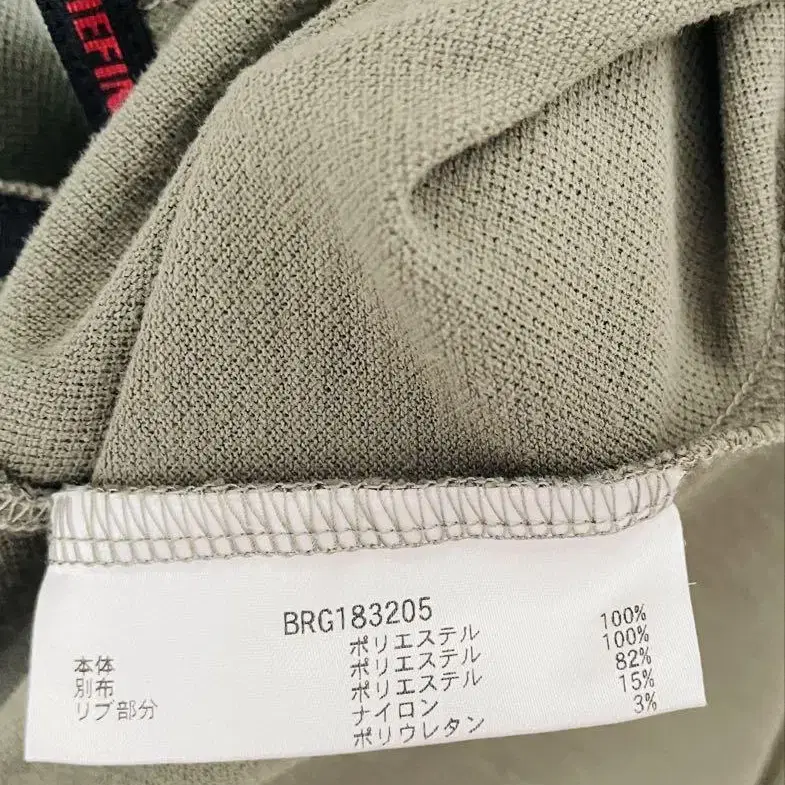 EFIN
BRG183205
本体 ポリエステル 100%
別布 ポリエステル 100%
リブ部分 ポリエステル 82%
ナイロン 15%
ポリウレタン 3%